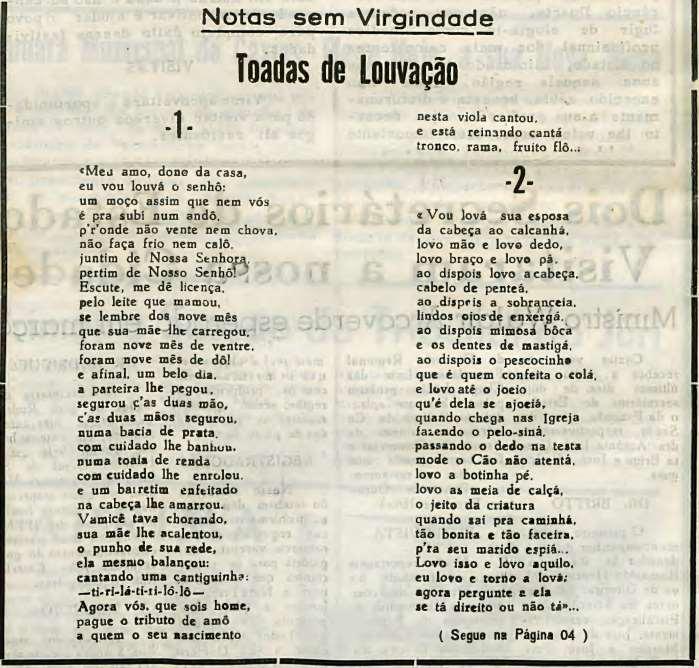 Notas sem Virgindade
Toadas de Louvação
-1-
«Meu amo, dono da casa,
eu vou louvá o senhô:
um moço assim que nem vós
é pra subí num andô,
p'r'onde não vente nem chova,
não faça frio nem calô,
juntim de Nossa Senhora,
pertim de Nosso Senhô!
Escute, me dê licença,
pelo leite que mamou,
se lembre dos nove mês
que sua mãe lhe carregou,
foram nove mês de ventre,
foram nove mês de dô!
e afinal, um belo dia,
a parteira lhe pegou,
segurou c'as duas mão,
c'as duas mãos segurou,
numa bacia de prata,
com cuidado lhe banhou,
numa toaia de renda
com cuidado lhe enrolou,
e um bairetim enfeitado
na cabeça lhe amarrou.
Vamicê tava chorando,
sua mãe lhe acalentou,
o punho de sua rede,
ela mesmo balançou:
cantando uma cantiguinha:
—ti-ri-lá-ti-ri-ló-lô—
Agora vós, que sois home,
pague o tributo de amô
a quem o seu nascimento
nesta viola cantou,
e está reinando cantá
tronco, rama, fruito flô...
-2-
«Vou lová sua esposa
da cabeça ao calcanhá,
lovo mão e lovo dedo,
lovo braço e lovo pá,
ao dispois lovo a cabeça,
cabelo de penteá,
ao dispois a sobranceia,
lindos oios de enxergá,
ao dispois mimosa bôca
e os dentes de mastigá,
ao dispois o pescocinho
que é quem confeita o colá,
e lovo até o joeio
qu'é dela se ajoeiá,
quando chega nas Igreja
fazendo o pelo-siná,
passando o dedo na testa
mode o Cão não atentá,
lovo a botinha pé,
lovo as meia de calçá,
o jeito da criatura
quando sai pra caminhá,
tão bonita e tão faceira,
p'ra seu marido espiá...
Lovo isso e lovo aquilo,
eu lovo e torno a lová;
agora pergunte a ela
se tá direito ou não tá»...
( Segue na Página 04 )